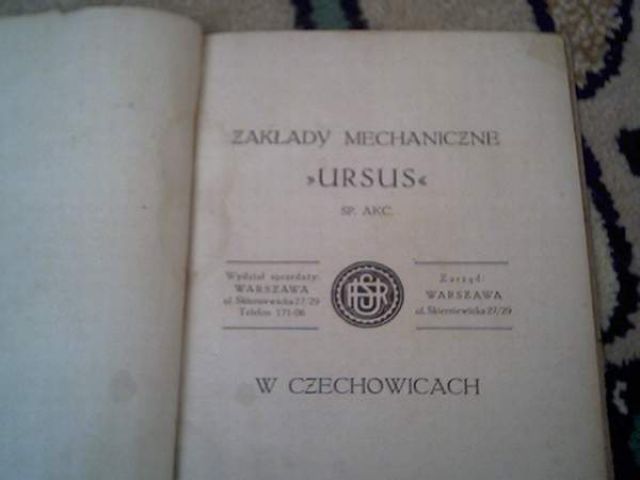 ZAKŁADY MECHANICZNE
»URSUS«
SP. AKC.
Wydział sprzedaży:
WARSZAWA
ul. Skierniewicka 27/29
Telefon 171-06
Zarząd:
WARSZAWA
ul. Skierniewicka 27/29
W CZECHOWICACH